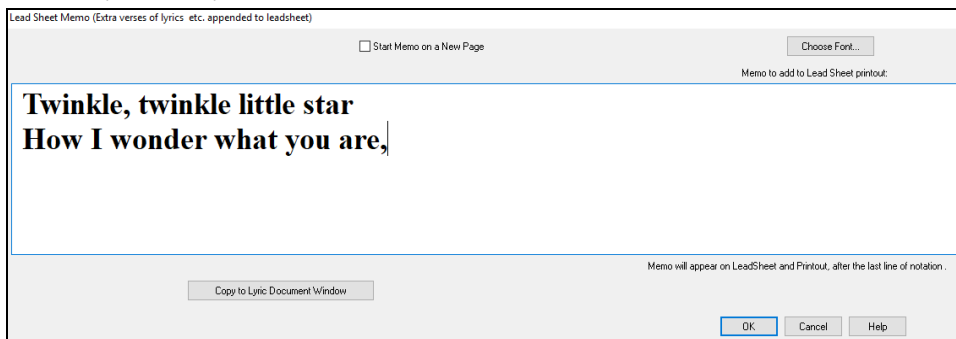 Lead Sheet Memo (Extra verses of lyrics etc. appended to leadsheet)
Start Memo on a New Page
Choose Font...
Memo to add to Lead Sheet printout:
Twinkle, twinkle little star
How I wonder what you are,
Memo will appear on LeadSheet and Printout, after the last line of notation .
Copy to Lyric Document Window
OK Cancel Help